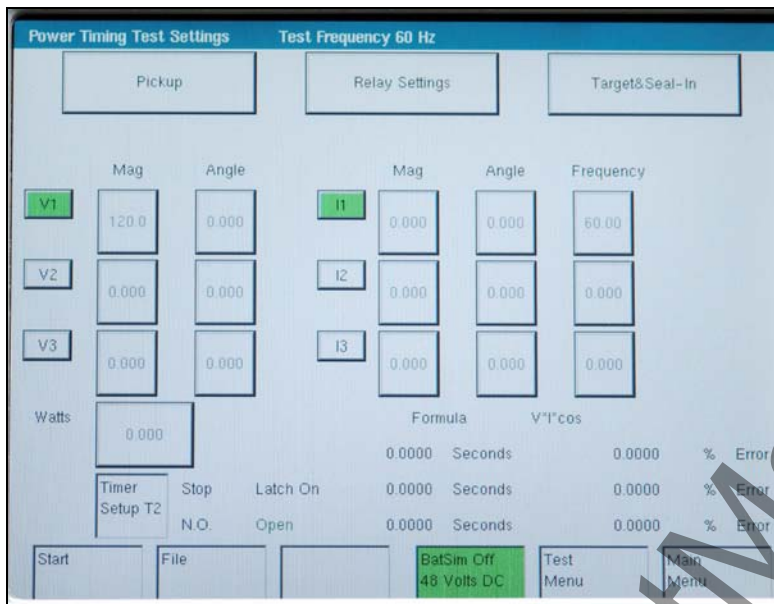 Power Timing Test Settings Test Frequency 60 Hz
Pickup Relay Settings Target&Seal-In
Mag Angle Mag Angle Frequency
V1 120.0 0.000 I1 0.000 0.000 60.00
V2 0.000 0.000 I2 0.000 0.000 0.000
V3 0.000 0.000 I3 0.000 0.000 0.000
Watts 0.000 Formula V*I*cos
0.0000 Seconds 0.0000 % Error
Timer Setup T2 Stop Latch On 0.0000 Seconds 0.0000 % Error
N.O. Open 0.0000 Seconds 0.0000 % Error
Start File BatSim Off Test Main
48 Volts DC Menu Menu